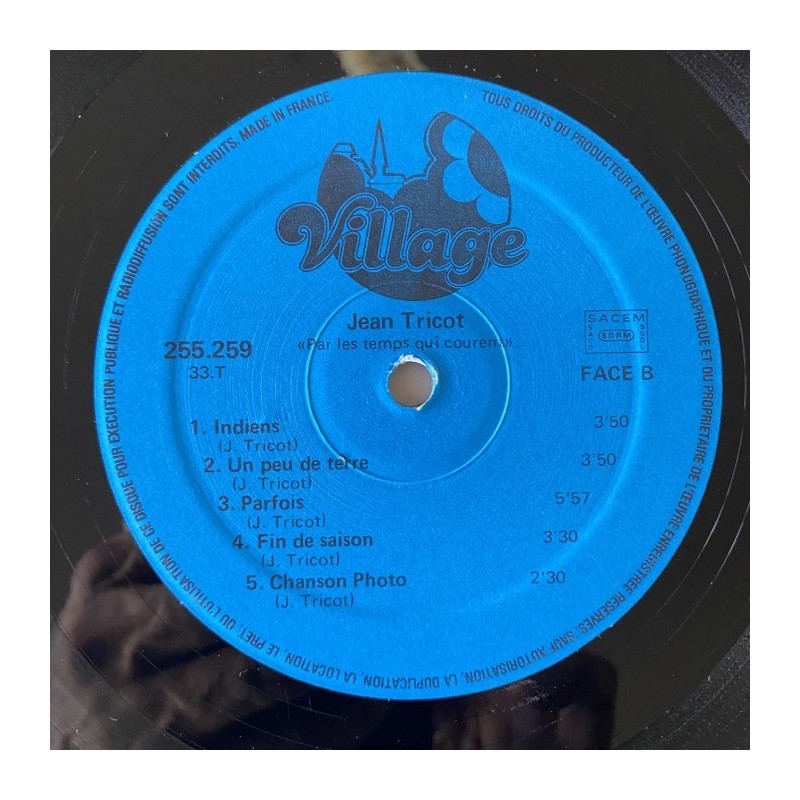 TOUS DROITS DU PRODUCTEUR DE L'ŒUVRE PHONOGRAPHIQUE ET DU PROPRIETAIRE DE L'ŒUVRE ENREGISTREE RESERVES. SAUF AUTORISATION, LA DUPLICATION, LA LOCATION, LE PRET, OU L'UTILISATION DE CE DISQUE POUR EXECUTION PUBLIQUE ET RADIODIFFUSION SONT INTERDITS. MADE IN FRANCE.
Village
Jean Tricot
«Par les temps qui courent»
255.259
33.T
SACEM
SACD SDRM SGDL
FACE B
1. Indiens 3'50
(J. Tricot)
2. Un peu de terre 3'50
(J. Tricot)
3. Parfois 5'57
(J. Tricot)
4. Fin de saison 3'30
(J. Tricot)
5. Chanson Photo 2'30
(J. Tricot)